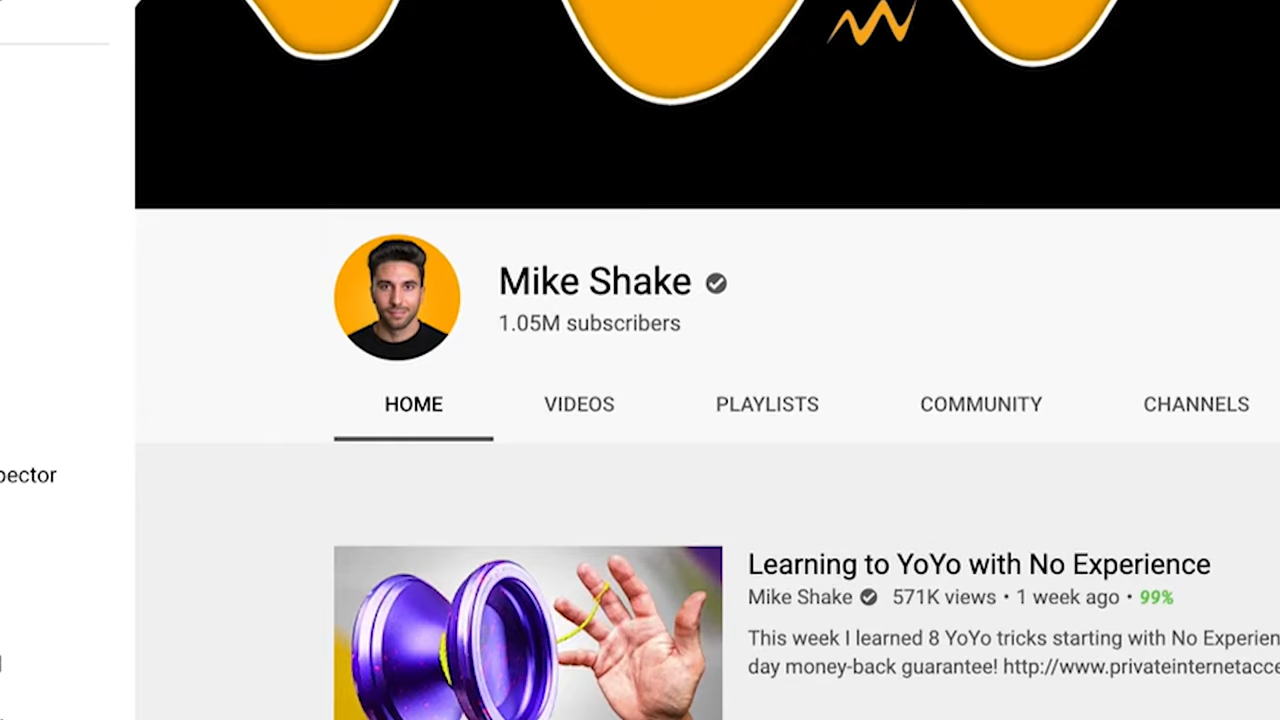 Mike Shake
1.05M subscribers
HOME VIDEOS PLAYLISTS COMMUNITY CHANNELS
pector
Learning to YoYo with No Experience
Mike Shake 571K views • 1 week ago • 99%
This week I learned 8 YoYo tricks starting with No Experien
day money-back guarantee! http://www.privateinternetacce